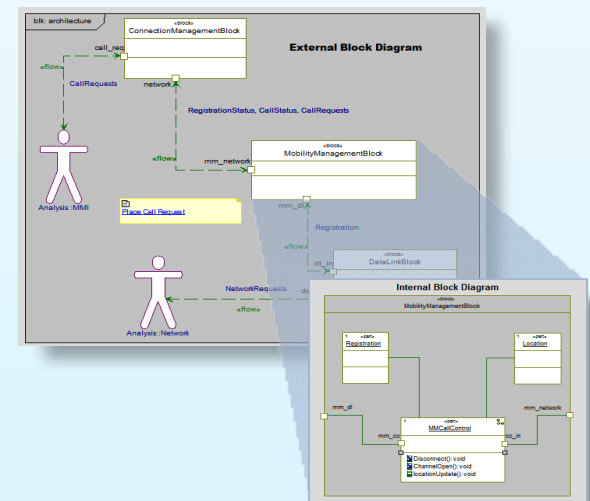 blk: architecture
«block»
ConnectionManagementBlock
External Block Diagram
call_req
«flow»
CallRequests
network
RegistrationStatus, CallStatus, CallRequests
«block»
MobilityManagementBlock
«flow»
mm_network
Analysis::MMI
Place Call Request
mm_dl
Registration
«flow»
«block»
DataLinkBlock
dl_in
NetworkRequests
«flow»
Analysis::Network
Internal Block Diagram
«block»
MobilityManagementBlock
1 «part»
Registration
1 «part»
Location
mm_dl
mm_network
1 «part»
MMCallControl
cc_in
Disconnect():void
ChannelOpen():void
locationUpdate():void